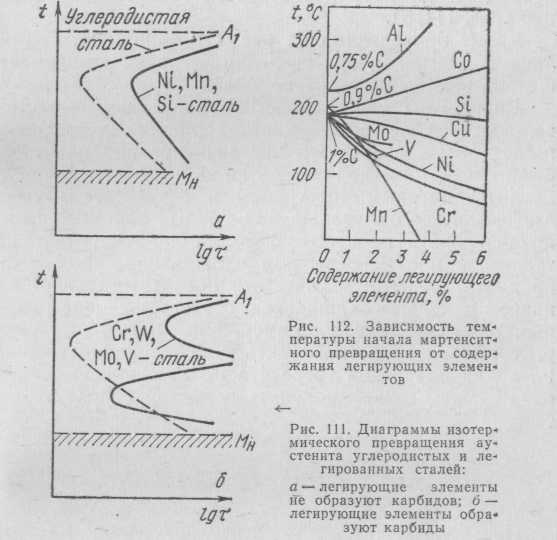 t
Углеродистая
сталь
A₁
Ni, Mn,
Si-сталь
Mн
а
lg τ
t
A₁
Cr, W,
Mo, V-сталь
Mн
б
lg τ
t, °C
300
200
100
Al
0,75%C
Co
0,9%C
Si
Cu
Mo
V
1%C
Ni
Mn
Cr
0 1 2 3 4 5 6
Содержание легирующего
элемента, %
Рис. 112. Зависимость тем-
пературы начала мартенсит-
ного превращения от содер-
жания легирующих элемен-
тов
←
Рис. 111. Диаграммы изотер-
мического превращения ау-
стенита углеродистых и ле-
гированных сталей:
а — легирующие элементы
не образуют карбидов; б —
легирующие элементы обра-
зуют карбиды